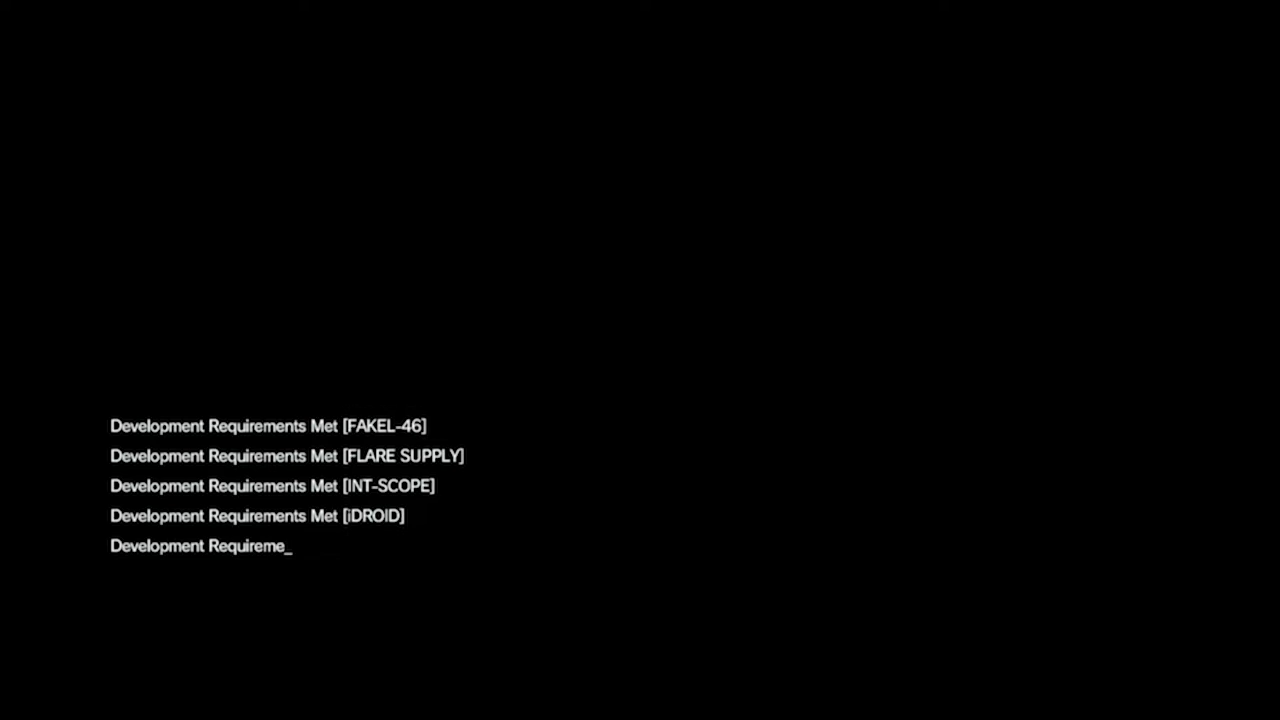 Development Requirements Met [FAKEL-46]
Development Requirements Met [FLARE SUPPLY]
Development Requirements Met [INT-SCOPE]
Development Requirements Met [iDROID]
Development Requireme_